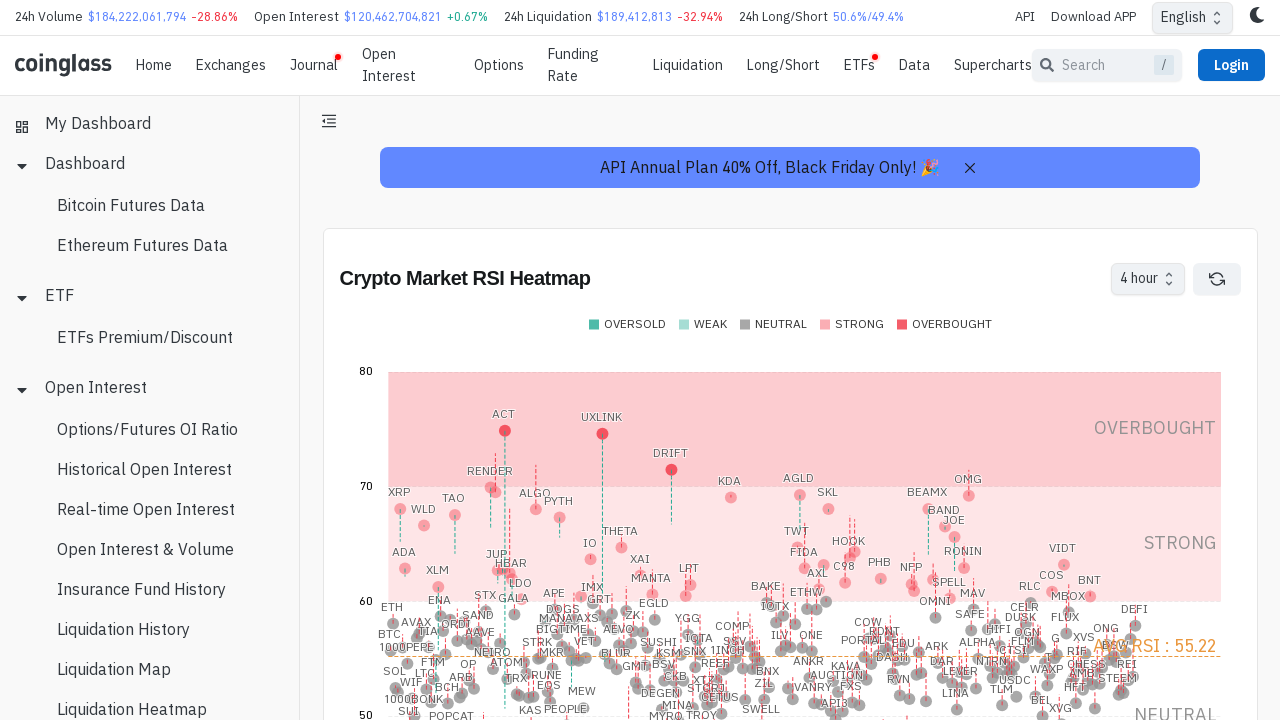 24h Volume $184,222,061,794 -28.86% Open Interest $120,462,704,821 +0.67% 24h Liquidation $189,412,813 -32.94% 24h Long/Short 50.6%/49.4% API Download APP English
coinglass Home Exchanges Journal Open Interest Options Funding Rate Liquidation Long/Short ETFs Data Supercharts Search / Login
My Dashboard
Dashboard
Bitcoin Futures Data
Ethereum Futures Data
ETF
ETFs Premium/Discount
Open Interest
Options/Futures OI Ratio
Historical Open Interest
Real-time Open Interest
Open Interest & Volume
Insurance Fund History
Liquidation History
Liquidation Map
Liquidation Heatmap
API Annual Plan 40% Off, Black Friday Only! 🎉
Crypto Market RSI Heatmap
4 hour
OVERSOLD WEAK NEUTRAL STRONG OVERBOUGHT
80
ACT UXLINK
OVERBOUGHT
DRIFT
RENDER
KDA AGLD OMG
70
XRP ALGO SKL BEAMX
TAO PYTH
WLD BAND
JOE
THETA TWT
HOOK
STRONG
IO
ADA JUP FIDA RONIN VIDT
HBAR XAI PHB
XLM LPT C98 NFP
MANTA AXL COS
LDO IMX BAKE SPELL RLC BNT
STX APE ETHW MAV MBOX
60
ENA GALA GRT EGLD OMNI
ETH DOGS IOTX CELR DEFI
SAND ZK YGG SAFE DUSK FLUX
AVAX ORDI COMP COW
BTC TIA AAVE BIGTIME AEVO ILV ONE HIFI OGN G XVS ONG
STRK VET SUSHI IOTA SSV PORTAL EDU ALPHA FLM
NEIRO MKR BLUR KSM SNX 1INCH ARK CTSI RIF
RSI : 55.22
FTM OP ATOM GMT BSV REEF ANKR KAVA DASH DAR NTRN WAXP REI
SOL LTC ARB TRX RUNE CKB XTZ BNX AUCTION RVN LEVER USDC AMB STEEM
WIF BCH EOS MEW DEGEN ZIL VANRY FXS LINA TLM HFT
1000BONK CETUS API3 BEL
SUI POPCAT KAS PEOPLE MINA TROY SWELL XVG
MYRO
50
NEUTRAL